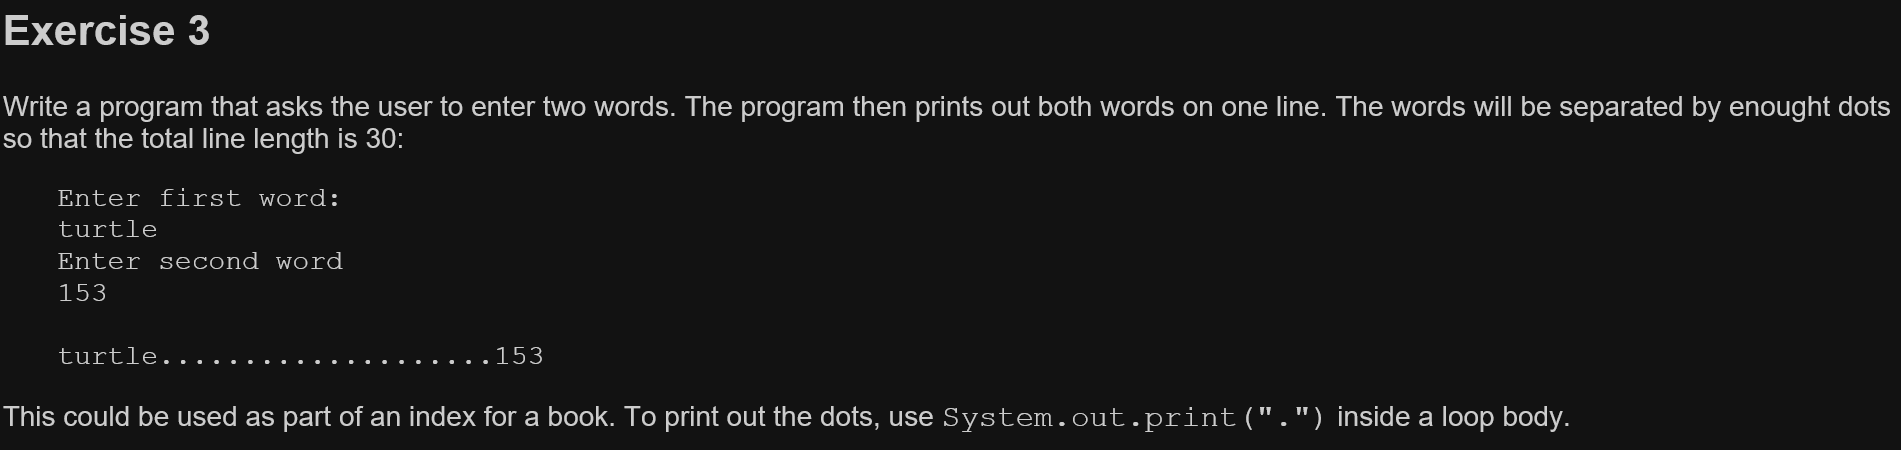 Exercise 3
Write a program that asks the user to enter two words. The program then prints out both words on one line. The words will be separated by enought dots
so that the total line length is 30:
Enter first word:
turtle
Enter second word
153
turtle....................153
This could be used as part of an index for a book. To print out the dots, use System.out.print(".") inside a loop body.